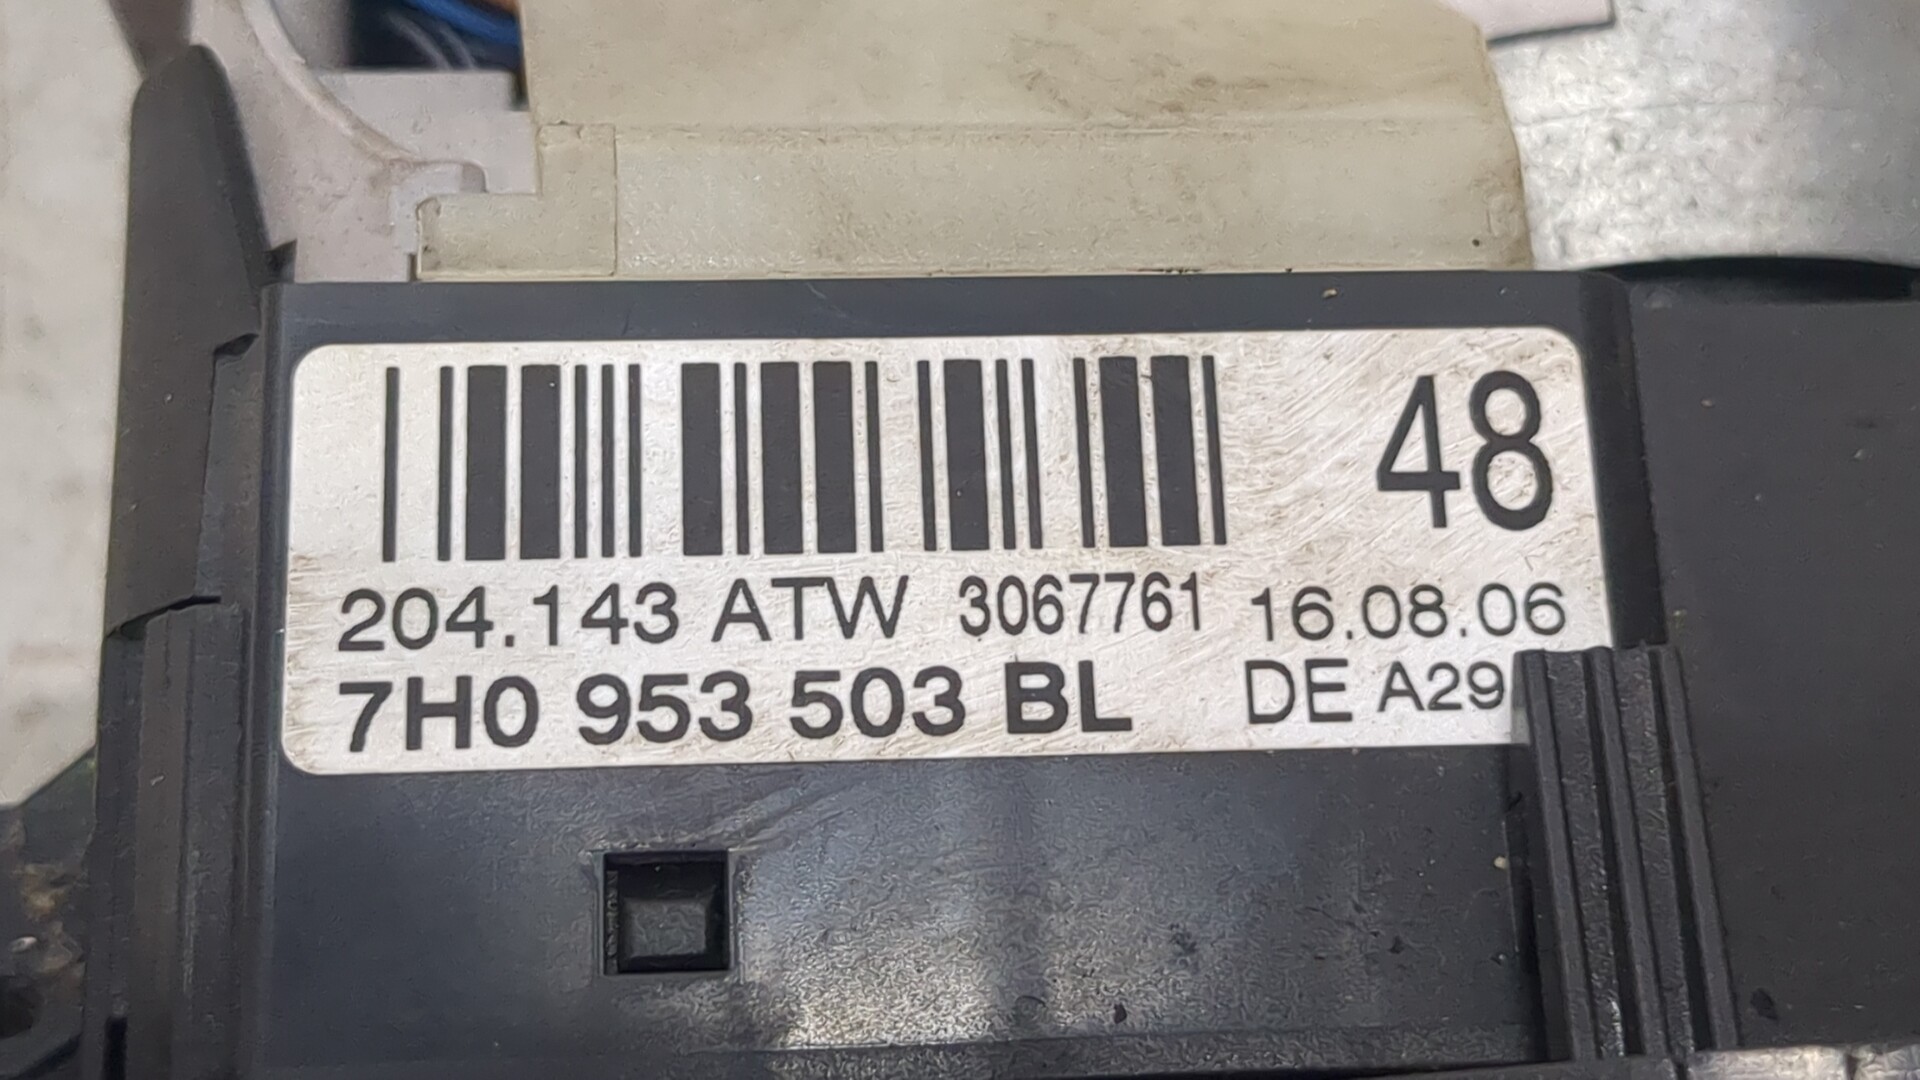 48
204.143 ATW 3067761 16.08.06
7H0 953 503 BL DE A29